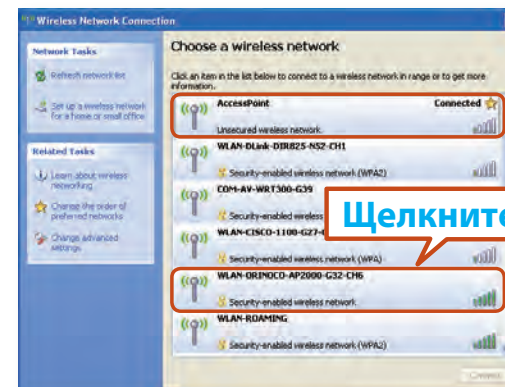 Wireless Network Connection
Network Tasks
Refresh network list
Set up a wireless network
for a home or small office
Related Tasks
Learn about wireless
networking
Change the order of
preferred networks
Change advanced
settings
Choose a wireless network
Click an item in the list below to connect to a wireless network in range or to get more
information.
AccessPoint Connected
Unsecured wireless network
WLAN-DLink-DIR825-N52-CH1
Security-enabled wireless network (WPA2)
COM-AV-WRT300-G39
Security-enabled wireless
Щелкните
WLAN-CISCO-1100-G27-
Security-enabled wireless network (WPA2)
WLAN-ORINOCO-AP2000-G32-CH6
Security-enabled wireless network
WLAN-ROAMING
Security-enabled wireless network (WPA2)
Connect